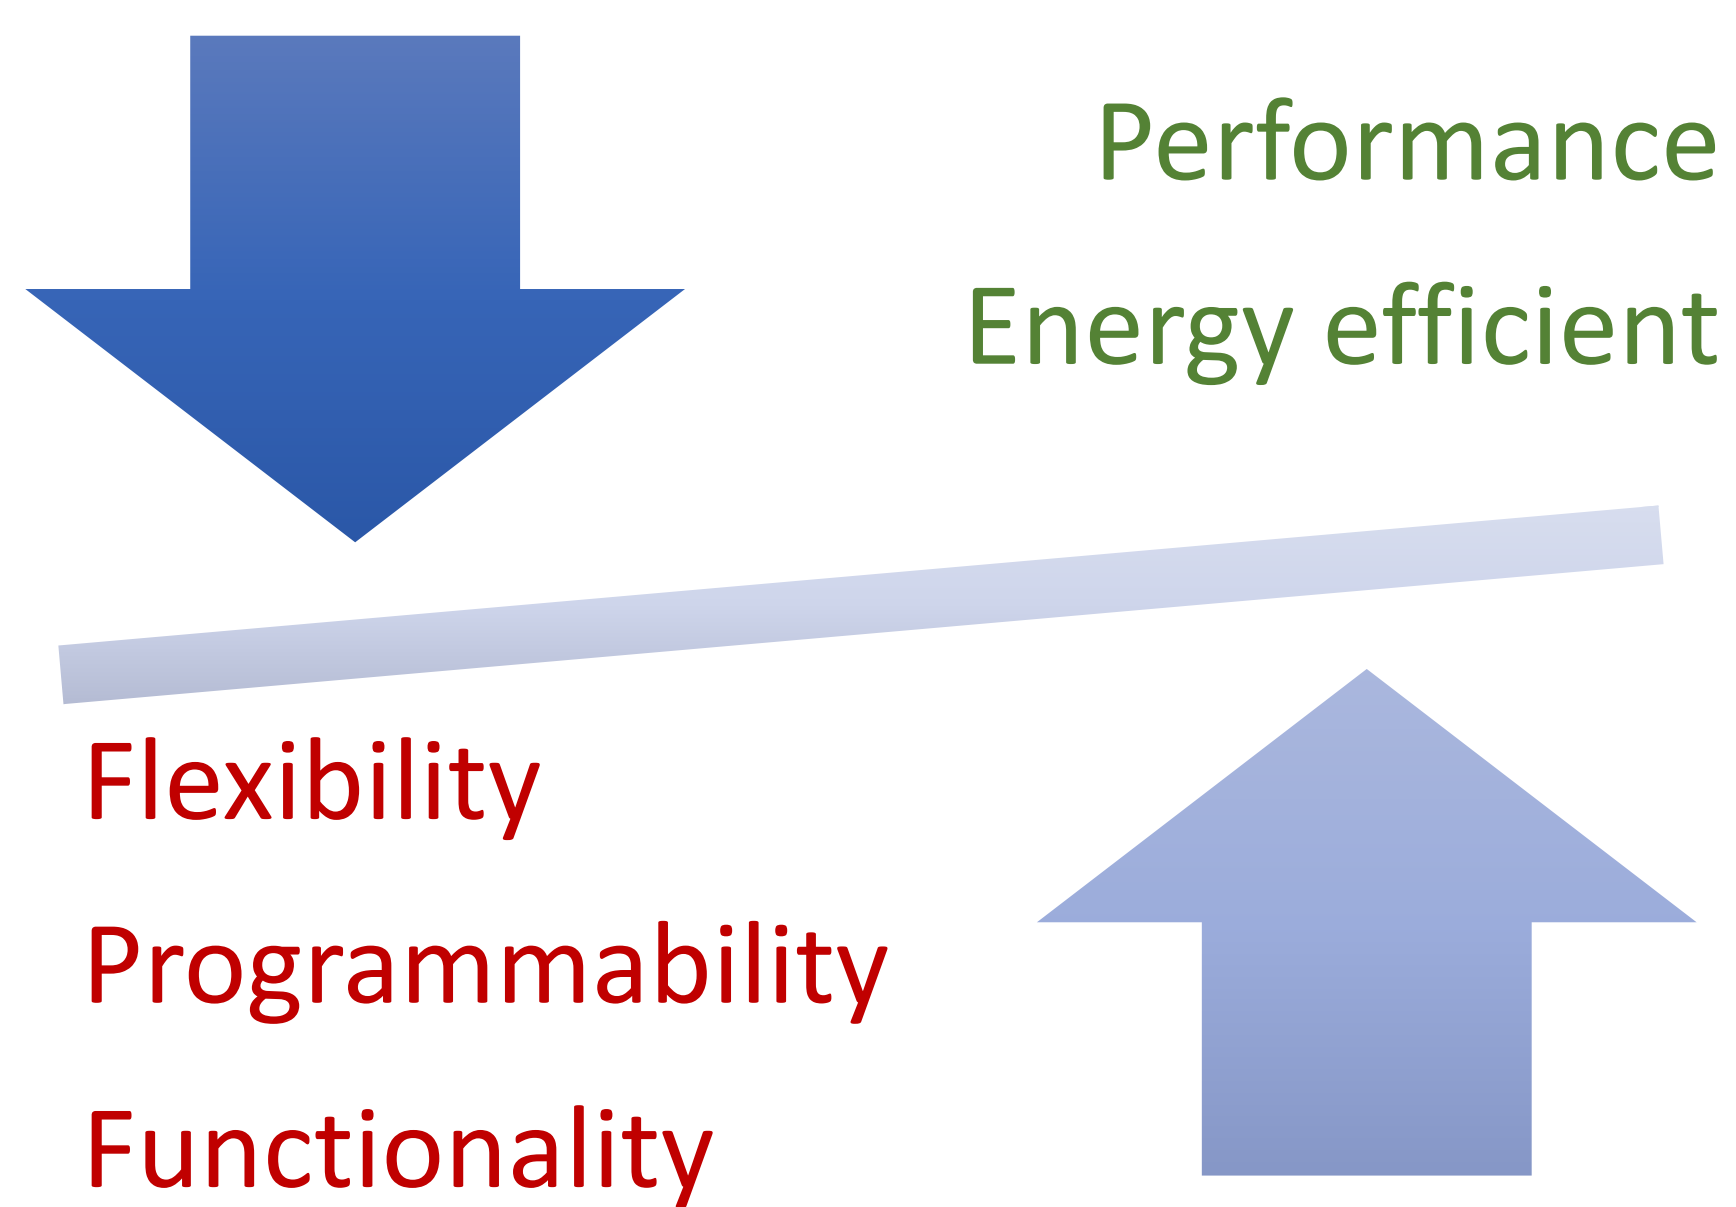 Performance
Energy efficient
Flexibility
Programmability
Functionality